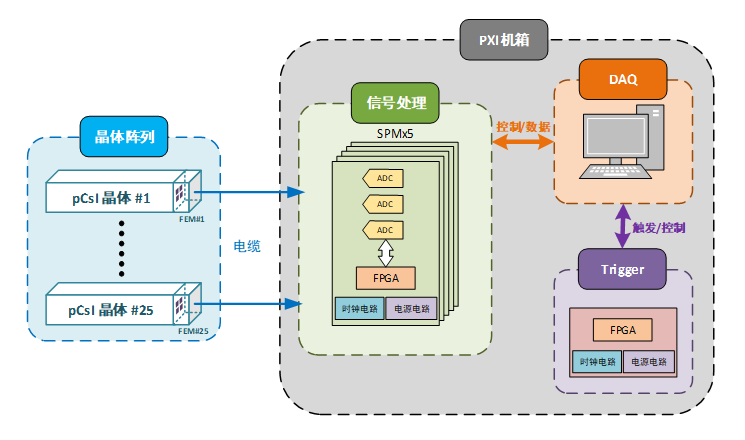 PXI机箱
DAQ
信号处理
晶体阵列
控制/数据
SPMx5
ADC
ADC
ADC
FPGA
时钟电路
电源电路
pCsI 晶体 #1
FEM#1
电缆
pCsI 晶体 #25
FEM#25
触发/控制
Trigger
FPGA
时钟电路
电源电路